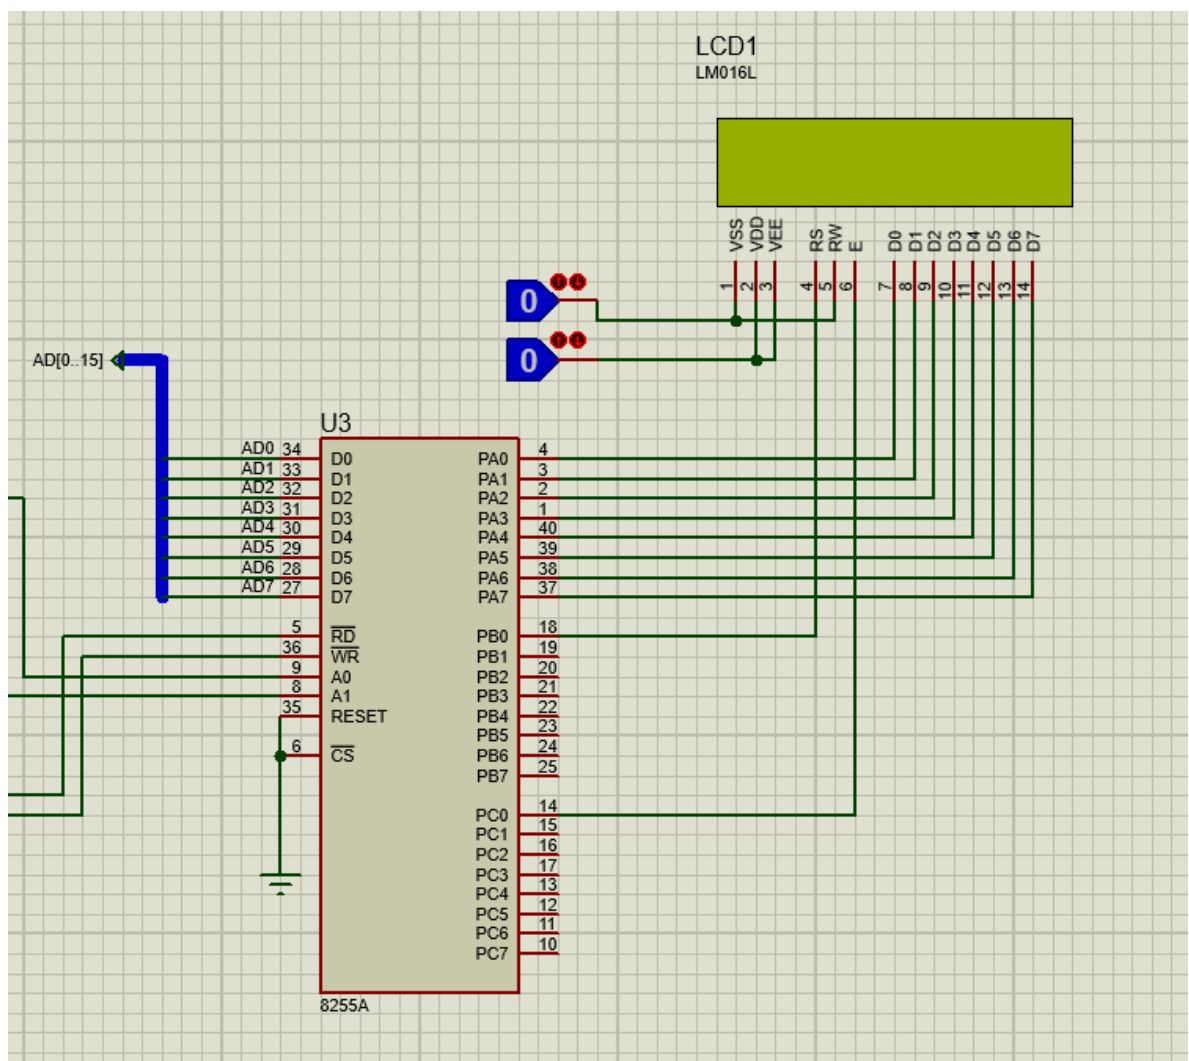 LCD1
LM016L
VSS VDD VEE RS RW E D0 D1 D2 D3 D4 D5 D6 D7
1 2 3 4 5 6 7 8 9 10 11 12 13 14
0
0
AD[0..15]
U3
AD0 34 D0 PA0 4
AD1 33 D1 PA1 3
AD2 32 D2 PA2 2
AD3 31 D3 PA3 1
AD4 30 D4 PA4 40
AD5 29 D5 PA5 39
AD6 28 D6 PA6 38
AD7 27 D7 PA7 37
5 RD PB0 18
36 WR PB1 19
9 A0 PB2 20
8 A1 PB3 21
35 RESET PB4 22
PB5 23
6 CS PB6 24
PB7 25
PC0 14
PC1 15
PC2 16
PC3 17
PC4 13
PC5 12
PC6 11
PC7 10
8255A